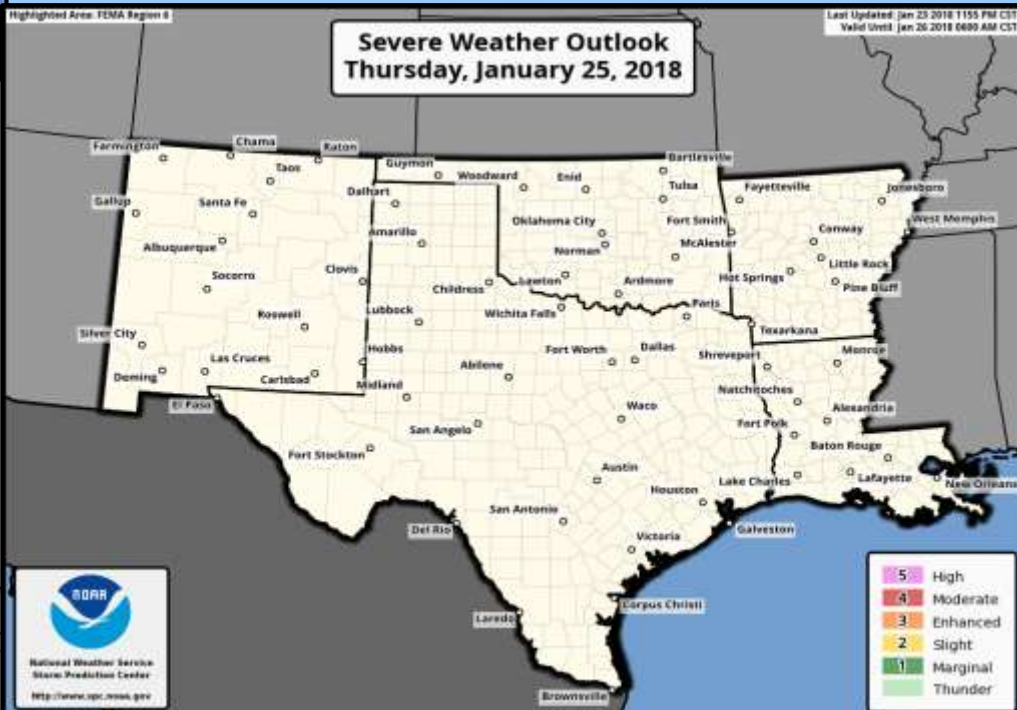 Highlighted Area: FEMA Region 6
Last Updated: Jan 23 2018 1155 PM CST
Valid Until: Jan 26 2018 0600 AM CST
Severe Weather Outlook
Thursday, January 25, 2018
Farmington
Chama
Raton
Guymon
Bartlesville
Taos
Woodward
Enid
Tulsa
Fayetteville
Jonesboro
Dalhart
Gallup
Santa Fe
Oklahoma City
Fort Smith
West Memphis
Amarillo
Conway
Albuquerque
Norman
McAlester
Socorro
Clovis
Little Rock
Childress
Lawton
Ardmore
Hot Springs
Pine Bluff
Roswell
Lubbock
Wichita Falls
Paris
Texarkana
Silver City
Hobbs
Las Cruces
Abilene
Fort Worth
Dallas
Shreveport
Monroe
Deming
Carlsbad
Midland
Natchitoches
El Paso
Waco
Alexandria
San Angelo
Fort Polk
Baton Rouge
Fort Stockton
Austin
Lake Charles
Lafayette
New Orleans
Houston
San Antonio
Del Rio
Galveston
Victoria
Laredo
Corpus Christi
Brownsville
NOAA
National Weather Service
Storm Prediction Center
http://www.spc.noaa.gov
5 High
4 Moderate
3 Enhanced
2 Slight
1 Marginal
Thunder